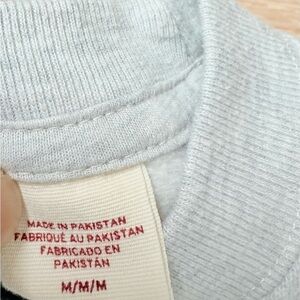 MADE IN PAKISTAN
FABRIQUÉ AU PAKISTAN
FABRICADO EN
PAKISTÁN
M/M/M